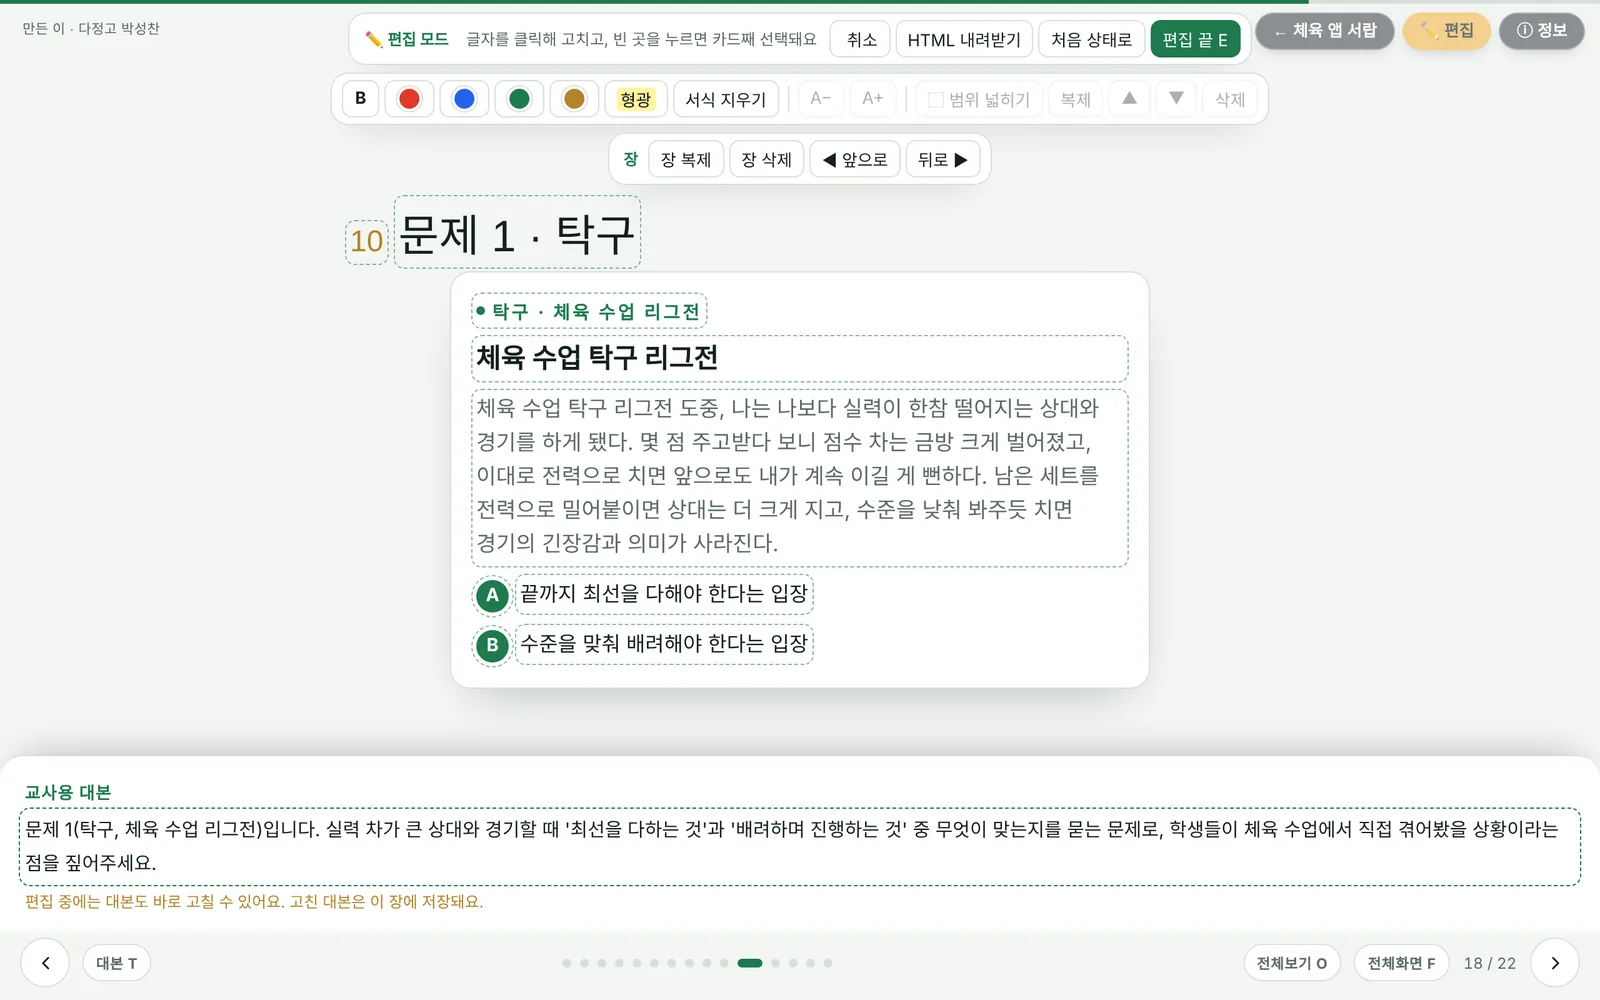 만든 이 · 다정고 박성찬
✏️ 편집 모드 글자를 클릭해 고치고, 빈 곳을 누르면 카드째 선택돼요 취소 HTML 내려받기 처음 상태로 편집 끝 E
← 체육 앱 서랍 ✏️ 편집 ⓘ 정보
B 형광 서식 지우기 A− A+ 범위 넓히기 복제 ▲ ▼ 삭제
장 장 복제 장 삭제 ◀ 앞으로 뒤로 ▶
10 문제 1 · 탁구
탁구 · 체육 수업 리그전
체육 수업 탁구 리그전
체육 수업 탁구 리그전 도중, 나는 나보다 실력이 한참 떨어지는 상대와
경기를 하게 됐다. 몇 점 주고받다 보니 점수 차는 금방 크게 벌어졌고,
이대로 전력으로 치면 앞으로도 내가 계속 이길 게 뻔하다. 남은 세트를
전력으로 밀어붙이면 상대는 더 크게 지고, 수준을 낮춰 봐주듯 치면
경기의 긴장감과 의미가 사라진다.
A 끝까지 최선을 다해야 한다는 입장
B 수준을 맞춰 배려해야 한다는 입장
교사용 대본
문제 1(탁구, 체육 수업 리그전)입니다. 실력 차가 큰 상대와 경기할 때 '최선을 다하는 것'과 '배려하며 진행하는 것' 중 무엇이 맞는지를 묻는 문제로, 학생들이 체육 수업에서 직접 겪어봤을 상황이라는
점을 짚어주세요.
편집 중에는 대본도 바로 고칠 수 있어요. 고친 대본은 이 장에 저장돼요.
대본 T 전체보기 O 전체화면 F 18 / 22